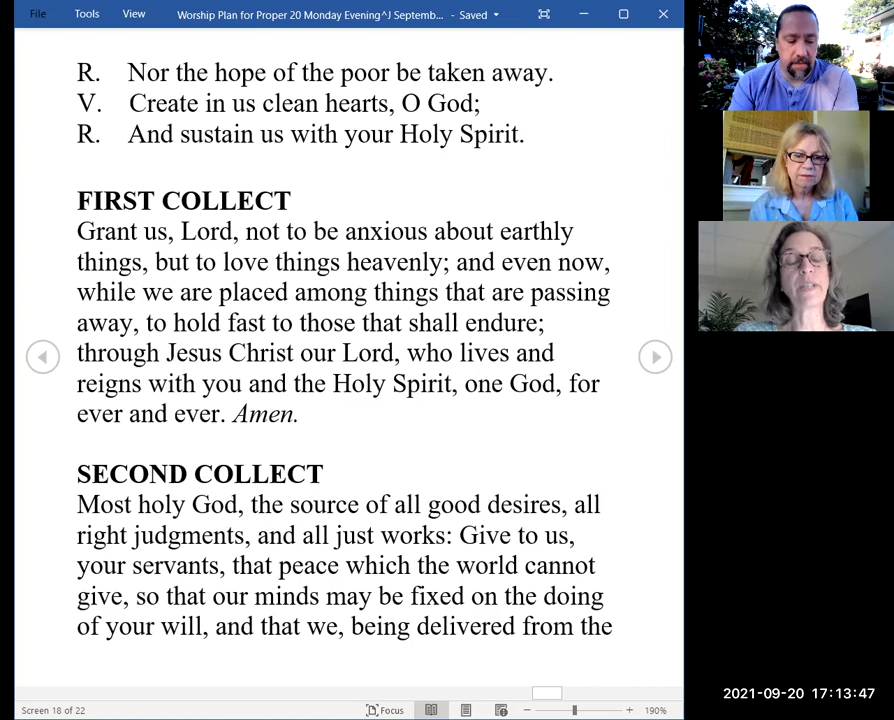 File Tools View Worship Plan for Proper 20 Monday Evening^J Septemb... - Saved
R. Nor the hope of the poor be taken away.
V. Create in us clean hearts, O God;
R. And sustain us with your Holy Spirit.
FIRST COLLECT
Grant us, Lord, not to be anxious about earthly
things, but to love things heavenly; and even now,
while we are placed among things that are passing
away, to hold fast to those that shall endure;
through Jesus Christ our Lord, who lives and
reigns with you and the Holy Spirit, one God, for
ever and ever. Amen.
SECOND COLLECT
Most holy God, the source of all good desires, all
right judgments, and all just works: Give to us,
your servants, that peace which the world cannot
give, so that our minds may be fixed on the doing
of your will, and that we, being delivered from the
2021-09-20 17:13:47
Screen 18 of 22 Focus 190%